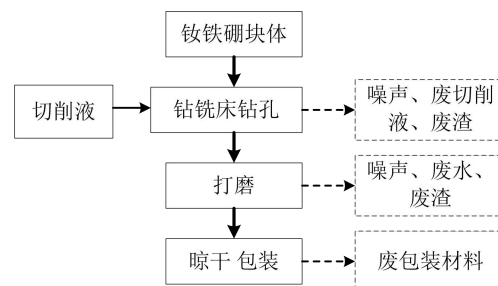 钕铁硼块体
切削液
钻铣床钻孔
噪声、废切削
液、废渣
打磨
噪声、废水、
废渣
晾干 包装
废包装材料